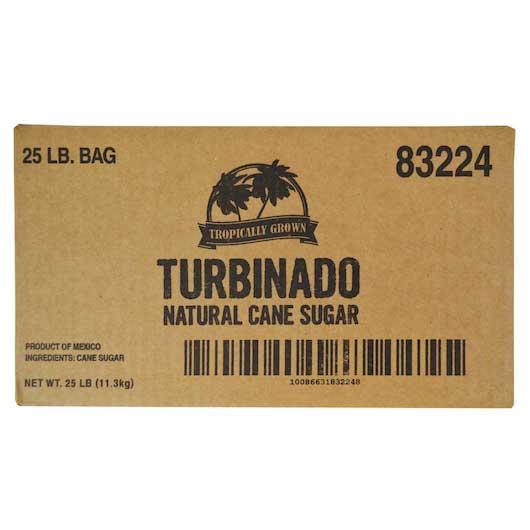 25 LB. BAG
83224
TROPICALLY GROWN
TURBINADO
NATURAL CANE SUGAR
PRODUCT OF MEXICO
INGREDIENTS: CANE SUGAR
NET WT. 25 LB (11.3kg)
10086631832248